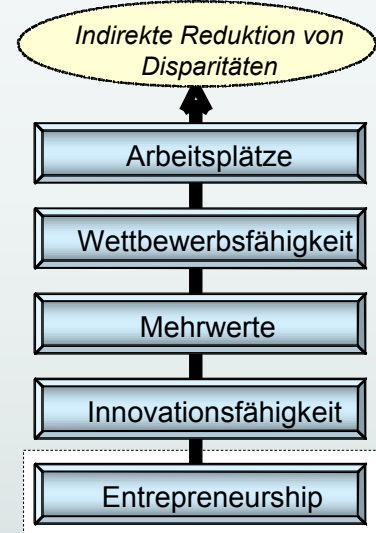 Indirekte Reduktion von
Disparitäten
Arbeitsplätze
Wettbewerbsfähigkeit
Mehrwerte
Innovationsfähigkeit
Entrepreneurship